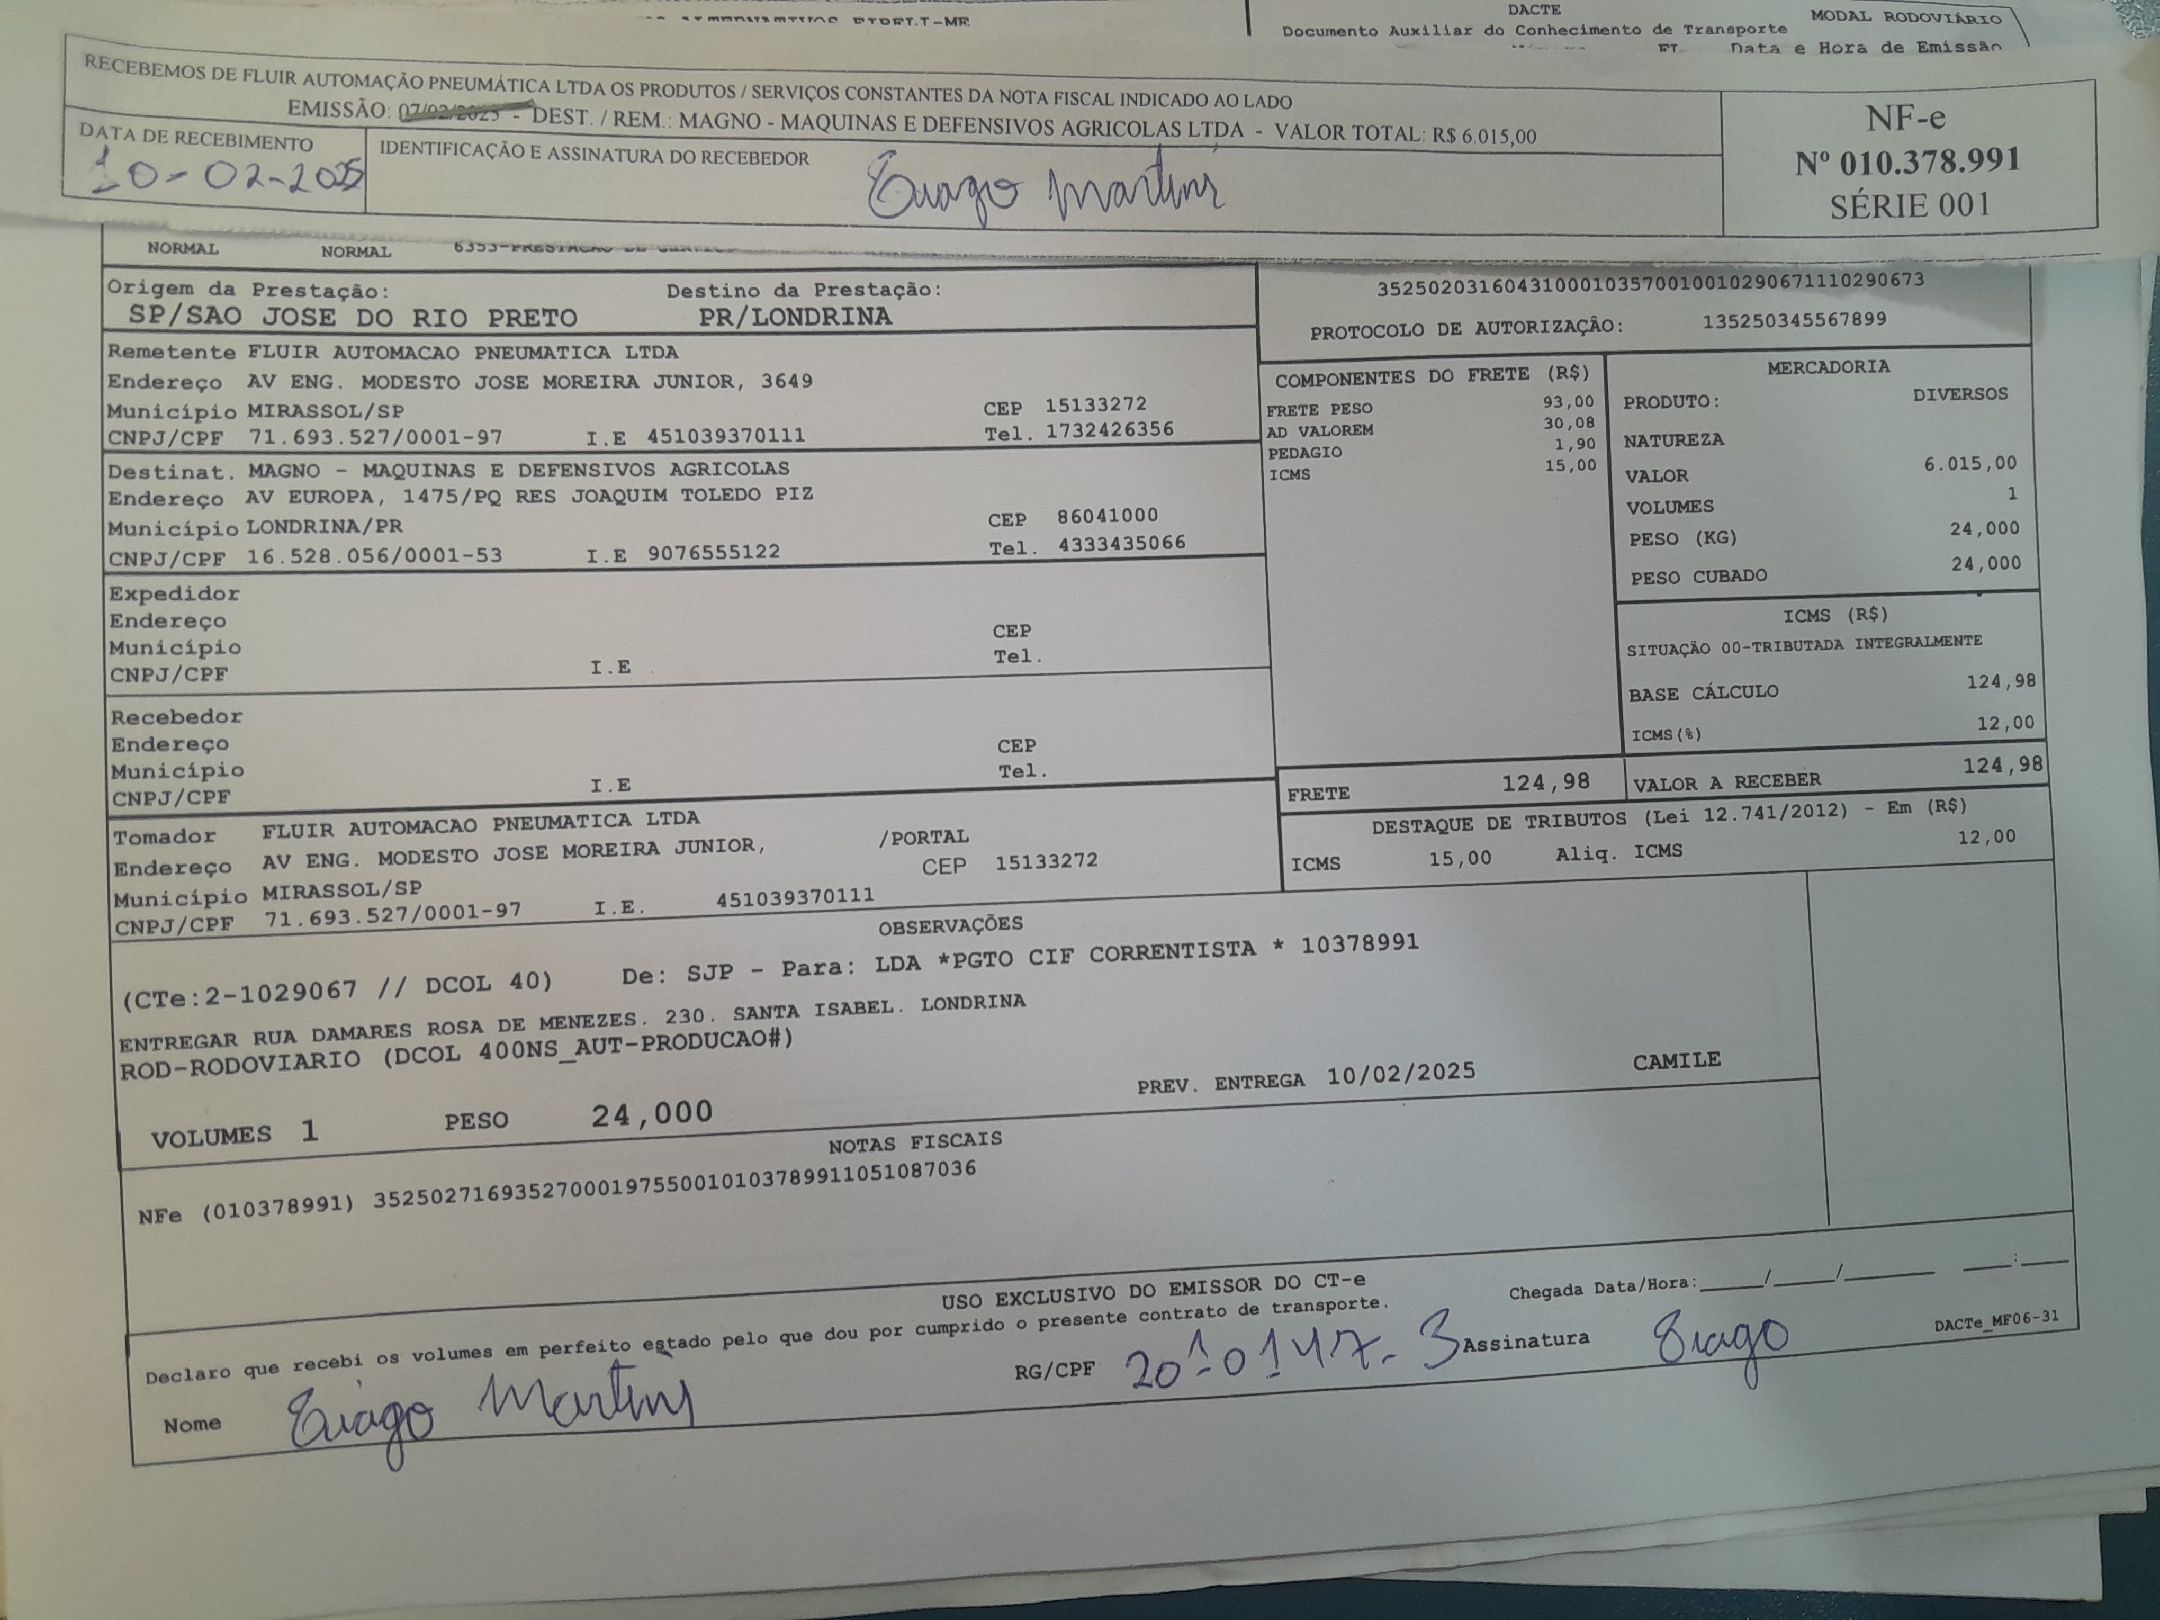 DACTE
MODAL RODOVIÁRIO
Documento Auxiliar do Conhecimento de Transporte
Data e Hora de Emissão
RECEBEMOS DE FLUIR AUTOMAÇÃO PNEUMÁTICA LTDA OS PRODUTOS / SERVIÇOS CONSTANTES DA NOTA FISCAL INDICADO AO LADO
EMISSÃO: 07/02/2025 - DEST. / REM.: MAGNO - MAQUINAS E DEFENSIVOS AGRICOLAS LTDA - VALOR TOTAL: R$ 6.015,00
DATA DE RECEBIMENTO
10-02-2025
IDENTIFICAÇÃO E ASSINATURA DO RECEBEDOR
Tiago Martins
NF-e
Nº 010.378.991
SÉRIE 001
NORMAL NORMAL
Origem da Prestação: Destino da Prestação:
SP/SAO JOSE DO RIO PRETO PR/LONDRINA
35250203160431000103570010010290671110290673
PROTOCOLO DE AUTORIZAÇÃO: 135250345567899
Remetente FLUIR AUTOMACAO PNEUMATICA LTDA
Endereço AV ENG. MODESTO JOSE MOREIRA JUNIOR, 3649
Município MIRASSOL/SP CEP 15133272
CNPJ/CPF 71.693.527/0001-97 I.E 451039370111 Tel. 1732426356
Destinat. MAGNO - MAQUINAS E DEFENSIVOS AGRICOLAS
Endereço AV EUROPA, 1475/PQ RES JOAQUIM TOLEDO PIZ
Município LONDRINA/PR CEP 86041000
CNPJ/CPF 16.528.056/0001-53 I.E 9076555122 Tel. 4333435066
Expedidor
Endereço
Município CEP
CNPJ/CPF I.E Tel.
Recebedor
Endereço
Município CEP
CNPJ/CPF I.E Tel.
Tomador FLUIR AUTOMACAO PNEUMATICA LTDA
Endereço AV ENG. MODESTO JOSE MOREIRA JUNIOR, /PORTAL
Município MIRASSOL/SP CEP 15133272
CNPJ/CPF 71.693.527/0001-97 I.E. 451039370111
COMPONENTES DO FRETE (R$)
FRETE PESO 93,00
AD VALOREM 30,08
PEDAGIO 1,90
ICMS 15,00
MERCADORIA
PRODUTO: DIVERSOS
NATUREZA
VALOR 6.015,00
VOLUMES 1
PESO (KG) 24,000
PESO CUBADO 24,000
ICMS (R$)
SITUAÇÃO 00-TRIBUTADA INTEGRALMENTE
BASE CÁLCULO 124,98
ICMS(%) 12,00
FRETE 124,98 VALOR A RECEBER 124,98
DESTAQUE DE TRIBUTOS (Lei 12.741/2012) - Em (R$)
ICMS 15,00 Aliq. ICMS 12,00
OBSERVAÇÕES
(CTe:2-1029067 // DCOL 40) De: SJP - Para: LDA *PGTO CIF CORRENTISTA * 10378991
ENTREGAR RUA DAMARES ROSA DE MENEZES. 230. SANTA ISABEL. LONDRINA
ROD-RODOVIARIO (DCOL 400NS_AUT-PRODUCAO#)
PREV. ENTREGA 10/02/2025 CAMILE
VOLUMES 1 PESO 24,000
NOTAS FISCAIS
NFe (010378991) 35250271693527000197550010103789911051087036
USO EXCLUSIVO DO EMISSOR DO CT-e
Declaro que recebi os volumes em perfeito estado pelo que dou por cumprido o presente contrato de transporte.
Chegada Data/Hora:_____/_____/_______ ____:____
Nome Tiago Martins RG/CPF 2010147-3 Assinatura Tiago
DACTe_MF06-31